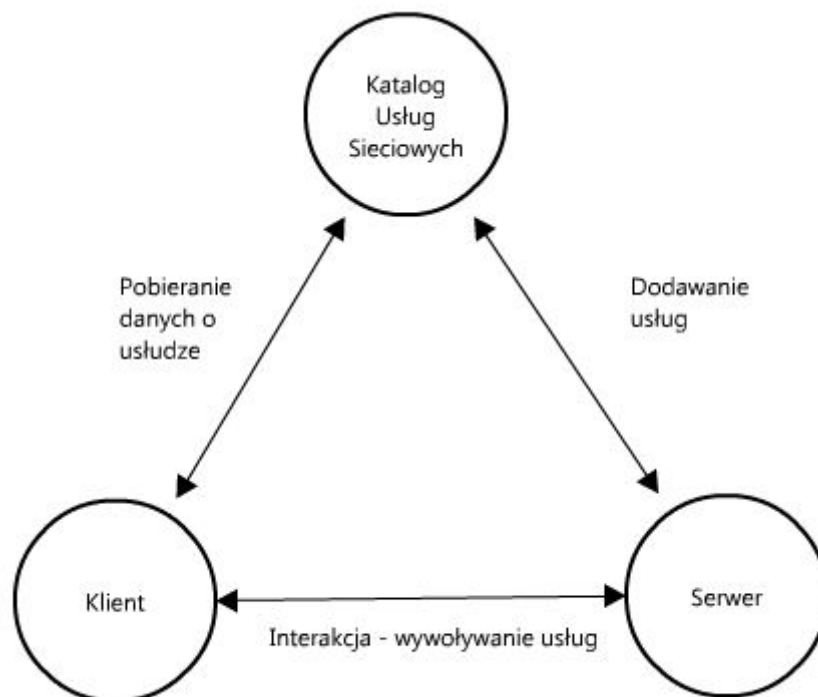 Katalog
Usług
Sieciowych
Pobieranie
danych o
usłudze
Dodawanie
usług
Klient
Serwer
Interakcja - wywoływanie usług